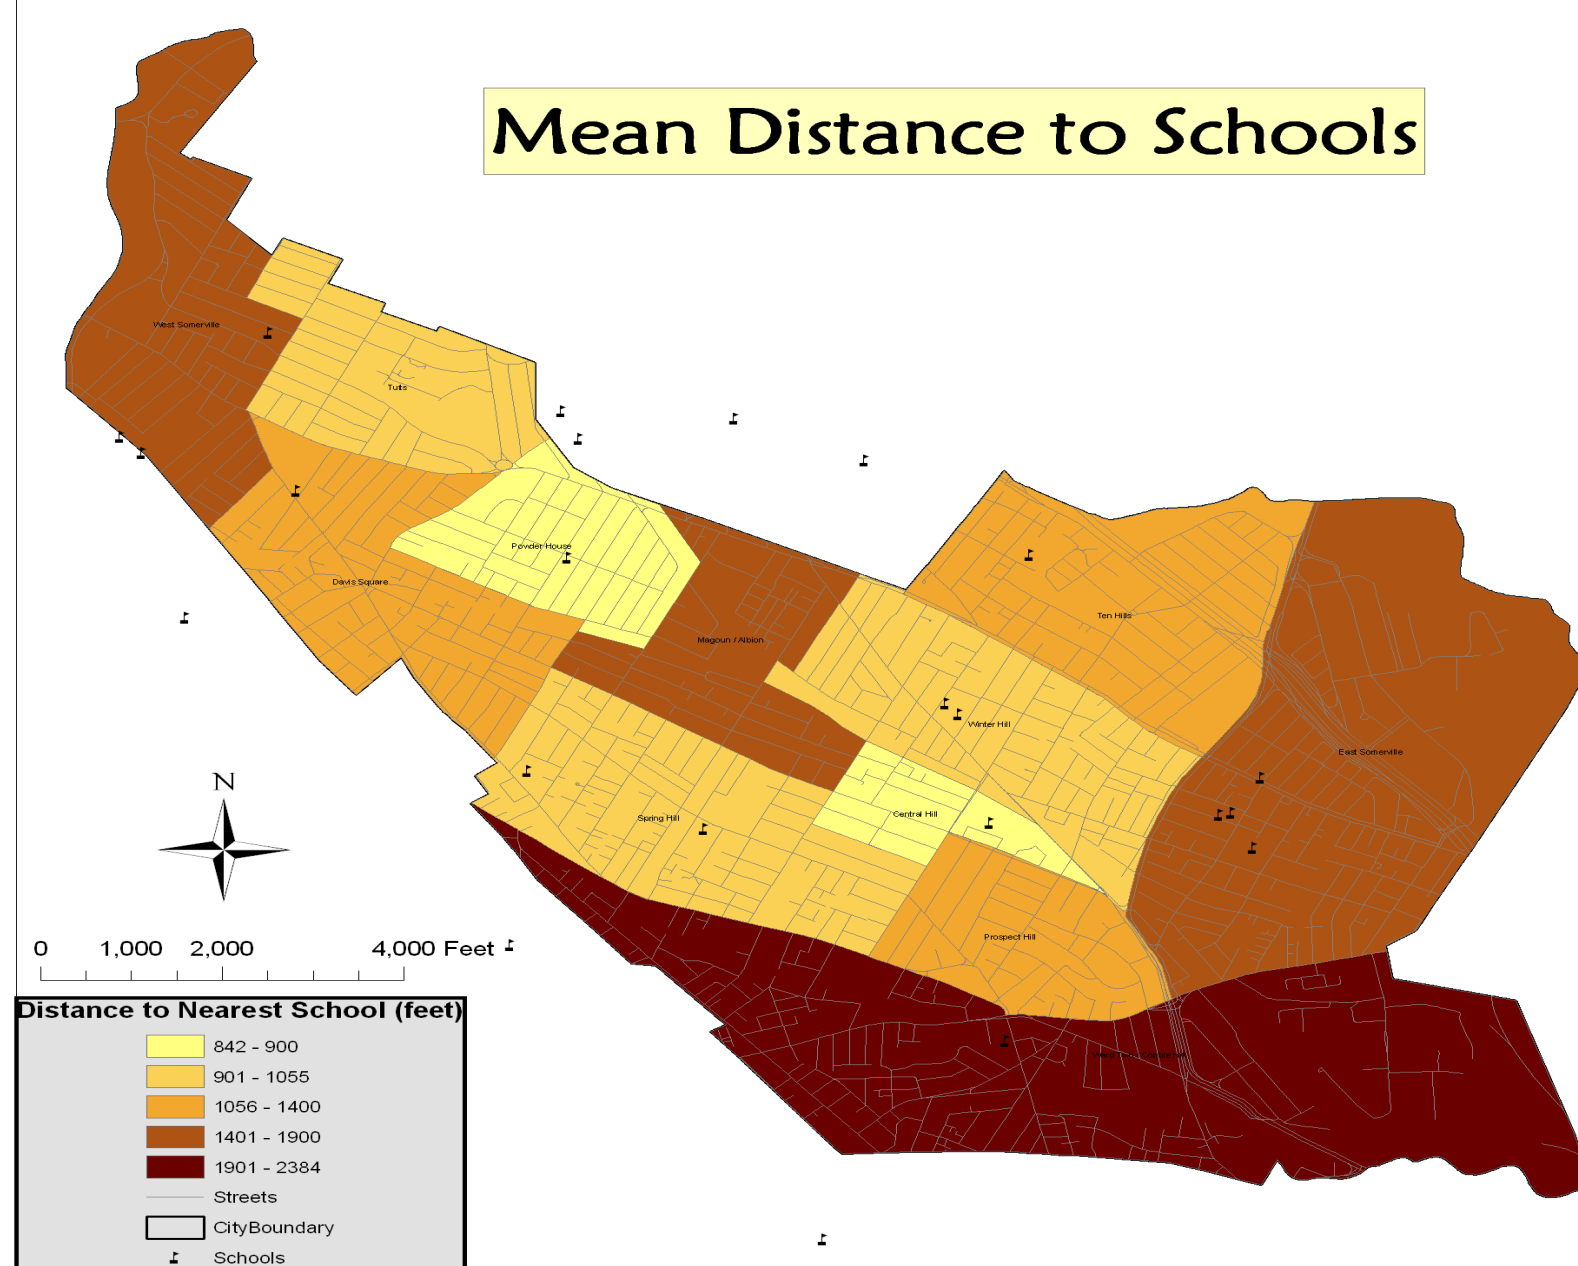 Mean Distance to Schools
West Somerville
Tufts
Powder House
Davis Square
Magoun / Albion
Ten Hills
Winter Hill
East Somerville
Spring Hill
Central Hill
Prospect Hill
N
0 1,000 2,000 4,000 Feet
Distance to Nearest School (feet)
842 - 900
901 - 1055
1056 - 1400
1401 - 1900
1901 - 2384
Streets
CityBoundary
Schools